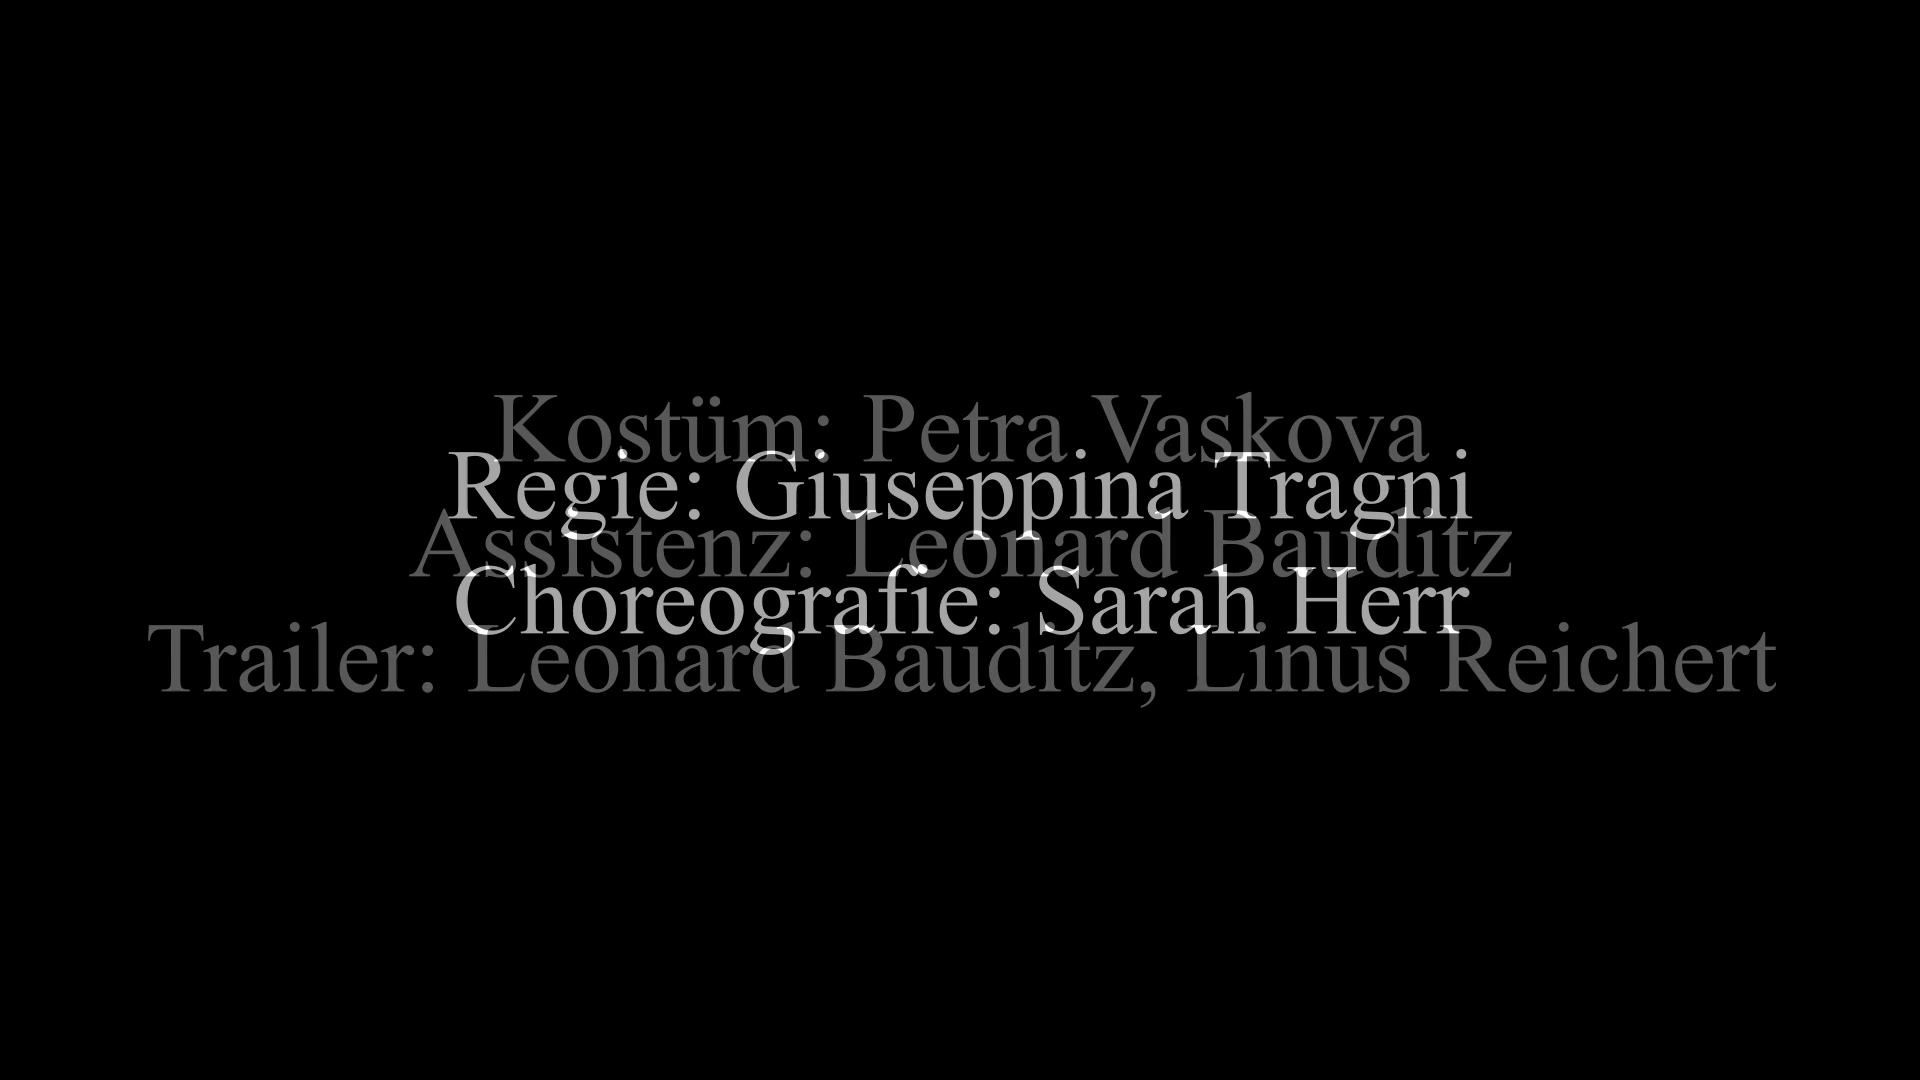 Kostüm: Petra Vaskova
Regie: Giuseppina Tragni
Assistenz: Leonard Bauditz
Choreografie: Sarah Herr
Trailer: Leonard Bauditz, Linus Reichert